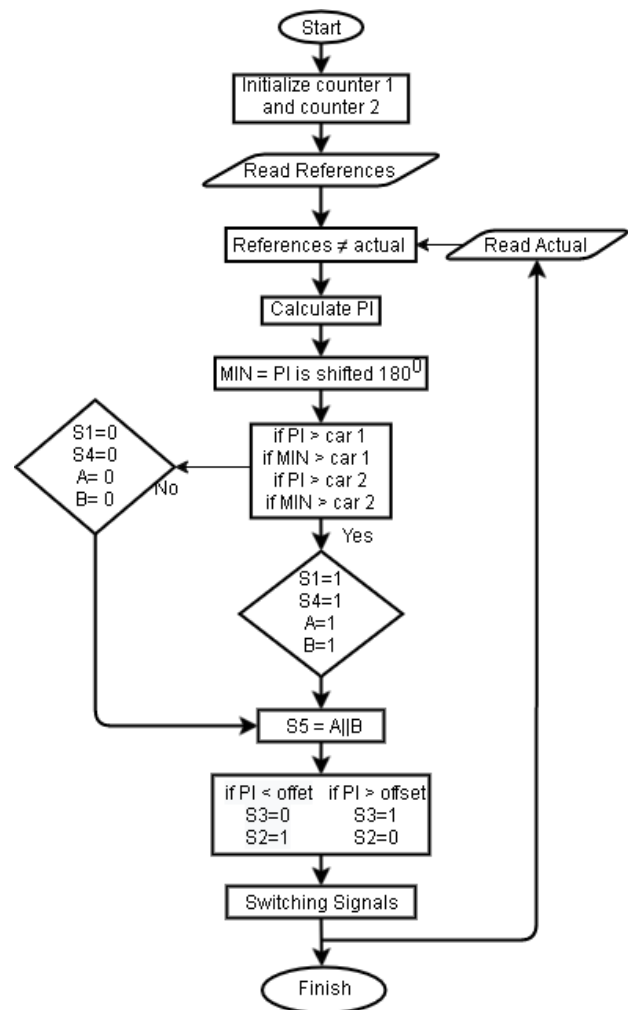 Start
Initialize counter 1
and counter 2
Read References
References ≠ actual
Read Actual
Calculate PI
MIN = PI is shifted 180⁰
if PI > car 1
if MIN > car 1
if PI > car 2
if MIN > car 2
S1=0
S4=0
A= 0
B= 0
No
Yes
S1=1
S4=1
A=1
B=1
S5 = A||B
if PI < offet if PI > offset
S3=0 S3=1
S2=1 S2=0
Switching Signals
Finish